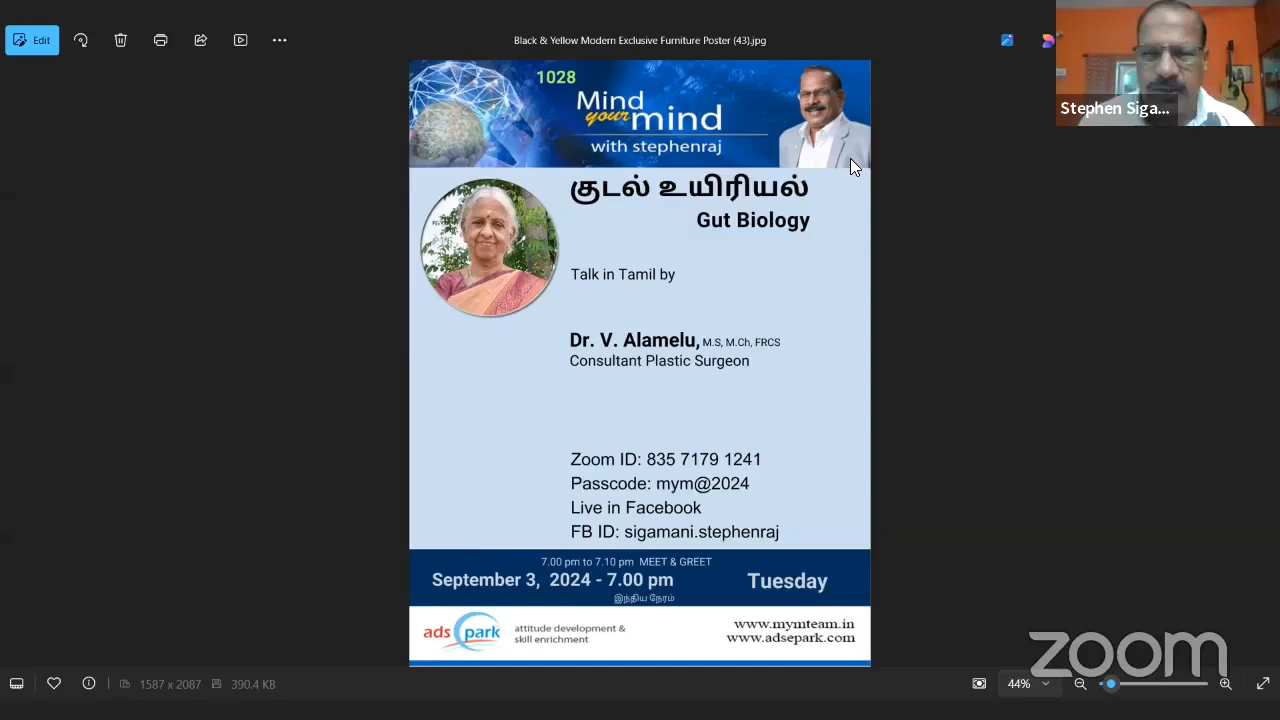 Edit
Black & Yellow Modern Exclusive Furniture Poster (43).jpg
Stephen Siga...
1028
Mind
your mind
with stephenraj
குடல் உயிரியல்
Gut Biology
Talk in Tamil by
Dr. V. Alamelu, M.S, M.Ch, FRCS
Consultant Plastic Surgeon
Zoom ID: 835 7179 1241
Passcode: mym@2024
Live in Facebook
FB ID: sigamani.stephenraj
7.00 pm to 7.10 pm MEET & GREET
September 3, 2024 - 7.00 pm
Tuesday
இந்திய நேரம்
ads park
attitude development &
skill enrichment
www.mymteam.in
www.adsepark.com
zoom
1587 x 2087
390.4 KB
44%